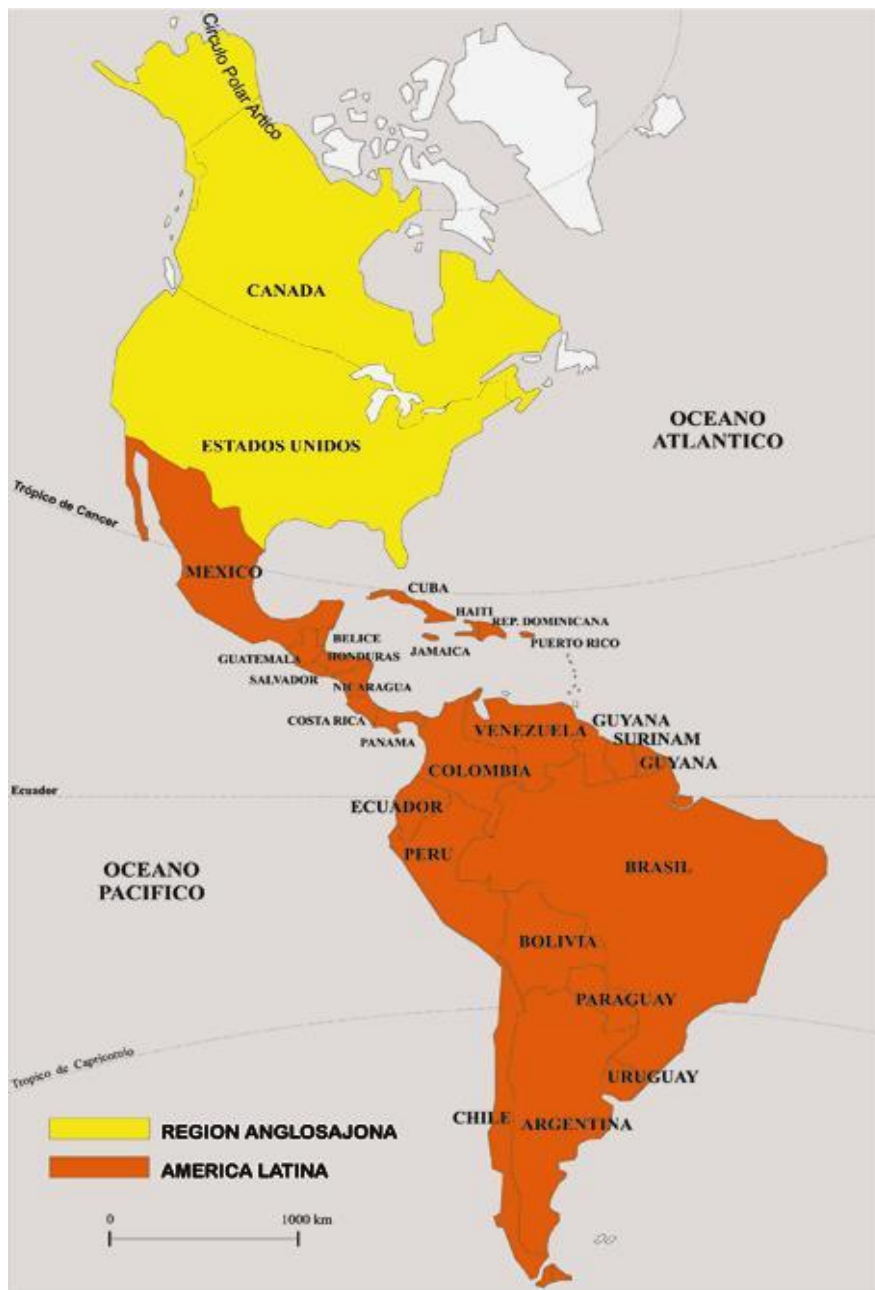 Círculo Polar Artico
CANADA
ESTADOS UNIDOS
OCEANO
ATLANTICO
Trópico de Cancer
MEXICO
CUBA
HAITI
REP. DOMINICANA
PUERTO RICO
JAMAICA
BELICE
GUATEMALA
HONDURAS
SALVADOR
NICARAGUA
COSTA RICA
PANAMA
VENEZUELA
GUYANA
SURINAM
GUYANA
COLOMBIA
Ecuador
ECUADOR
PERU
BRASIL
OCEANO
PACIFICO
BOLIVIA
PARAGUAY
Tropico de Capricotolo
URUGUAY
CHILE
ARGENTINA
REGION ANGLOSAJONA
AMERICA LATINA
0
1000 km